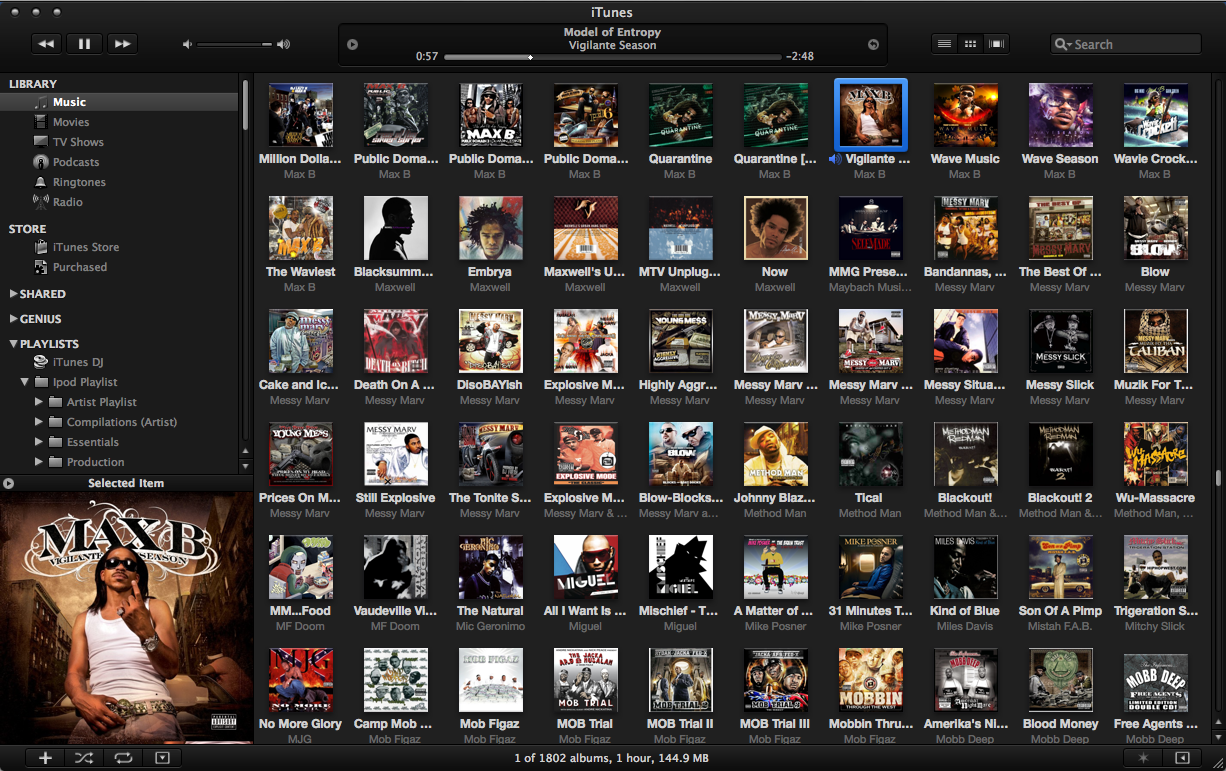 iTunes
Model of Entropy
Vigilante Season
0:57
-2:48
Search
LIBRARY
Music
Movies
TV Shows
Podcasts
Ringtones
Radio
STORE
iTunes Store
Purchased
SHARED
GENIUS
PLAYLISTS
iTunes DJ
Ipod Playlist
Artist Playlist
Compilations (Artist)
Essentials
Production
Selected Item
MAX B
VIGILANTE SEASON
Million Dolla... Public Doma... Public Doma... Public Doma... Quarantine Quarantine [... Vigilante ... Wave Music Wave Season Wavie Crock...
Max B Max B Max B Max B Max B Max B Max B Max B Max B Max B
The Waviest Blacksumm... Embrya Maxwell's U... MTV Unplug... Now MMG Prese... Bandannas, ... The Best Of ... Blow
Max B Maxwell Maxwell Maxwell Maxwell Maxwell Maybach Musi... Messy Marv Messy Marv Messy Marv
Cake and Ic... Death On A ... DisoBAYish Explosive M... Highly Aggr... Messy Marv ... Messy Marv ... Messy Situa... Messy Slick Muzik For T...
Messy Marv Messy Marv Messy Marv Messy Marv Messy Marv Messy Marv Messy Marv Messy Marv Messy Marv Messy Marv
Prices On M... Still Explosive The Tonite S... Explosive M... Blow-Blocks... Johnny Blaz... Tical Blackout! Blackout! 2 Wu-Massacre
Messy Marv Messy Marv Messy Marv Messy Marv & ... Messy Marv a... Method Man Method Man Method Man &... Method Man &... Method Man, ...
MM...Food Vaudeville Vi... The Natural All I Want Is ... Mischief - T... A Matter of ... 31 Minutes T... Kind of Blue Son Of A Pimp Trigeration S...
MF Doom MF Doom Mic Geronimo Miguel Miguel Mike Posner Mike Posner Miles Davis Mistah F.A.B. Mitchy Slick
No More Glory Camp Mob ... Mob Figaz MOB Trial MOB Trial II MOB Trial III Mobbin Thru... Amerika's Ni... Blood Money Free Agents ...
MJG Mob Figaz Mob Figaz Mob Figaz Mob Figaz Mob Figaz Mob Figaz Mobb Deep Mobb Deep Mobb Deep
1 of 1802 albums, 1 hour, 144.9 MB